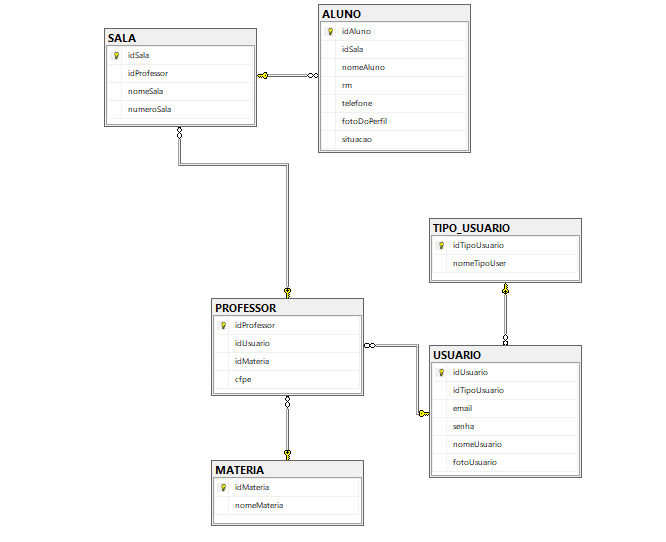 SALA
idSala
idProfessor
nomeSala
numeroSala
ALUNO
idAluno
idSala
nomeAluno
rm
telefone
fotoDoPerfil
situacao
TIPO_USUARIO
idTipoUsuario
nomeTipoUser
PROFESSOR
idProfessor
idUsuario
idMateria
cfpe
USUARIO
idUsuario
idTipoUsuario
email
senha
nomeUsuario
fotoUsuario
MATERIA
idMateria
nomeMateria